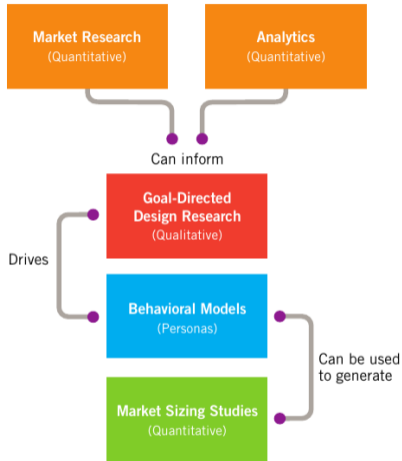 Market Research
(Quantitative)
Analytics
(Quantitative)
Can inform
Goal-Directed
Design Research
(Qualitative)
Drives
Behavioral Models
(Personas)
Can be used
to generate
Market Sizing Studies
(Quantitative)